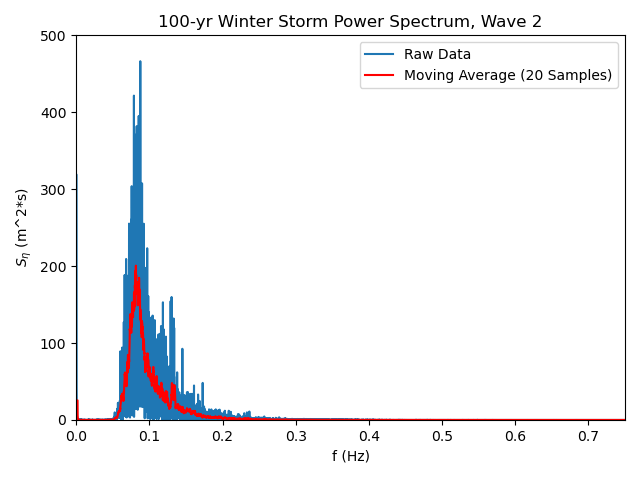 100-yr Winter Storm Power Spectrum, Wave 2
Raw Data
Moving Average (20 Samples)
500
400
300
200
100
0
S_η (m^2*s)
0.0 0.1 0.2 0.3 0.4 0.5 0.6 0.7
f (Hz)